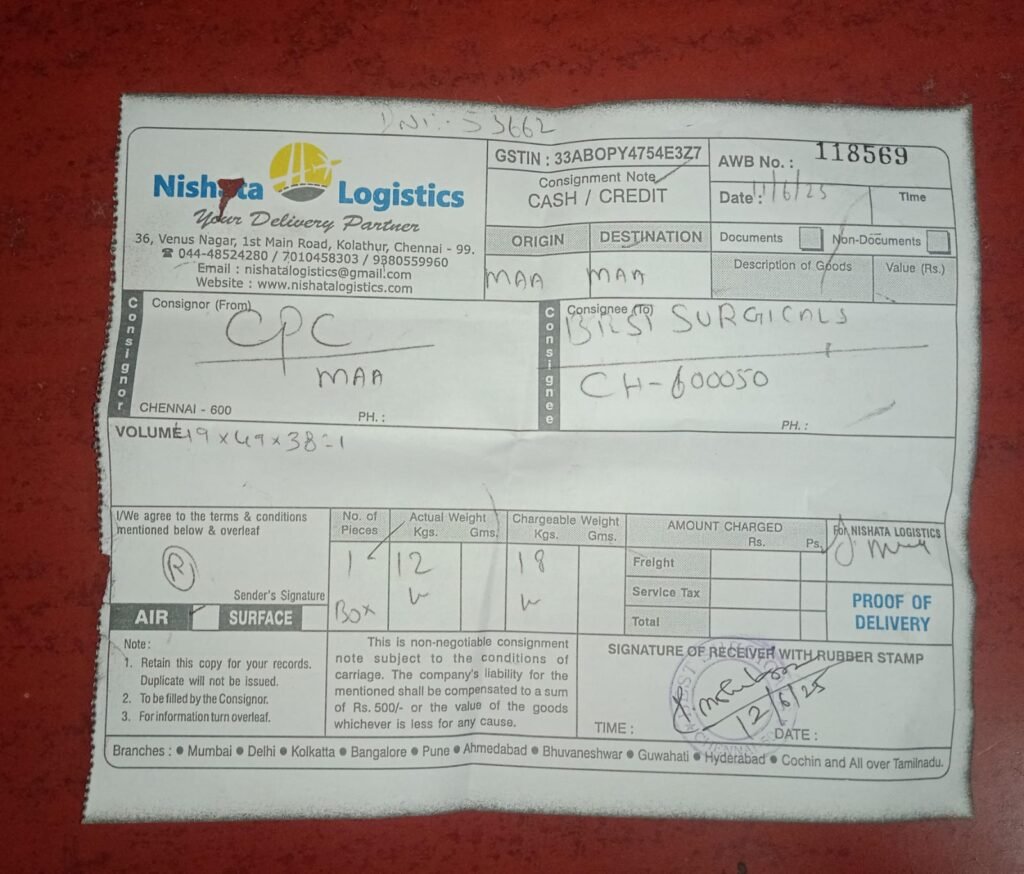 INV:- 53662
Nishata Logistics
Your Delivery Partner
36, Venus Nagar, 1st Main Road, Kolathur, Chennai - 99.
☎ 044-48524280 / 7010458303 / 9380559960
Email : nishatalogistics@gmail.com
Website : www.nishatalogistics.com
GSTIN : 33ABOPY4754E3Z7
Consignment Note
CASH / CREDIT
AWB No. : 118569
Date : 11/6/25 Time
ORIGIN DESTINATION
MAA MAA
Documents Non-Documents
Description of Goods Value (Rs.)
Consignor
Consignor (From)
CPC
MAA
CHENNAI - 600 PH. :
Consignee
Consignee (To)
SURGICALS
CH-600050
PH. :
VOLUME 49 x 49 x 38 = 1
I/We agree to the terms & conditions
mentioned below & overleaf
R
Sender's Signature
AIR SURFACE
No. of Pieces Actual Weight Kgs. Gms. Chargeable Weight Kgs. Gms.
1 12 18
BOX
AMOUNT CHARGED
Rs. Ps.
Freight
Service Tax
Total
For NISHATA LOGISTICS
PROOF OF
DELIVERY
Note :
1. Retain this copy for your records.
Duplicate will not be issued.
2. To be filled by the Consignor.
3. For information turn overleaf.
This is non-negotiable consignment
note subject to the conditions of
carriage. The company's liability for the
mentioned shall be compensated to a sum
of Rs.500/- or the value of the goods
whichever is less for any cause.
SIGNATURE OF RECEIVER WITH RUBBER STAMP
12/6/25
TIME : DATE :
Branches : ● Mumbai ● Delhi ● Kolkatta ● Bangalore ● Pune ● Ahmedabad ● Bhuvaneshwar ● Guwahati ● Hyderabad ● Cochin and All over Tamilnadu.